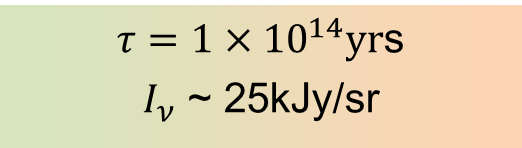 τ = 1 × 10¹⁴yrs
I_ν ~ 25kJy/sr